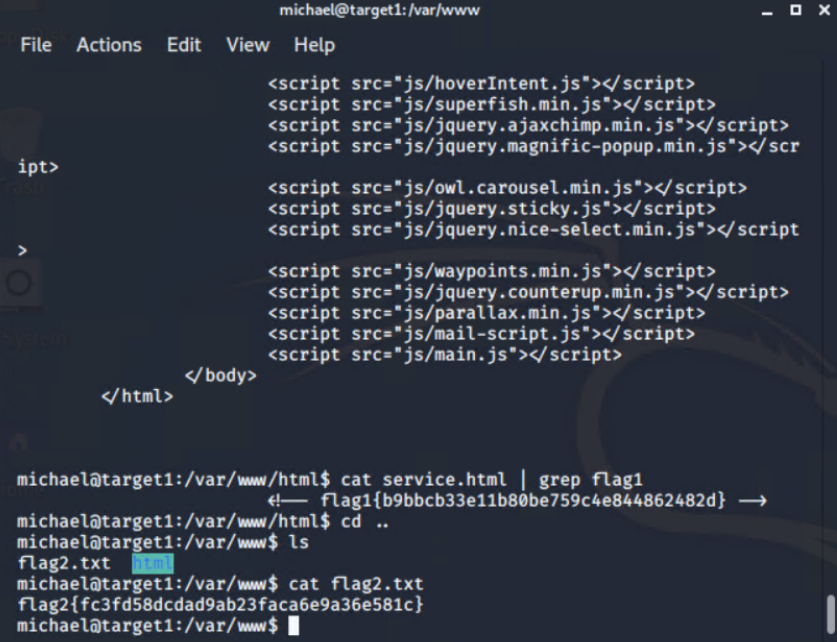 michael@target1:/var/www
File Actions Edit View Help
<script src="js/hoverIntent.js"></script>
<script src="js/superfish.min.js"></script>
<script src="js/jquery.ajaxchimp.min.js"></script>
<script src="js/jquery.magnific-popup.min.js"></scr
ipt>
<script src="js/owl.carousel.min.js"></script>
<script src="js/jquery.sticky.js"></script>
<script src="js/jquery.nice-select.min.js"></script
>
<script src="js/waypoints.min.js"></script>
<script src="js/jquery.counterup.min.js"></script>
<script src="js/parallax.min.js"></script>
<script src="js/mail-script.js"></script>
<script src="js/main.js"></script>
</body>
</html>
michael@target1:/var/www/html$ cat service.html | grep flag1
<!-- flag1{b9bbcb33e11b80be759c4e844862482d} -->
michael@target1:/var/www/html$ cd ..
michael@target1:/var/www$ ls
flag2.txt html
michael@target1:/var/www$ cat flag2.txt
flag2{fc3fd58dcdad9ab23faca6e9a36e581c}
michael@target1:/var/www$